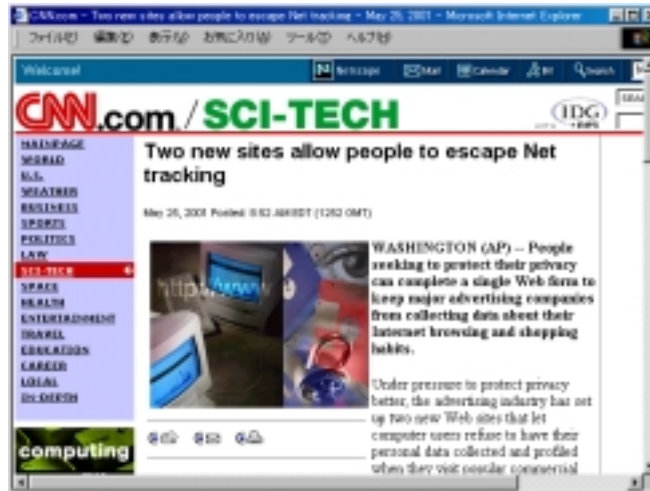 CNN.com - Two new sites allow people to escape Net tracking - May 25, 2001 - Microsoft Internet Explorer
ファイル(F) 編集(E) 表示(V) お気に入り(A) ツール(T) ヘルプ(H)
Welcome!
N Netscape Mail Calendar IM Search
CNN.com./SCI-TECH
IDG
MAINPAGE
WORLD
U.S.
WEATHER
BUSINESS
SPORTS
POLITICS
LAW
SCI-TECH
SPACE
HEALTH
ENTERTAINMENT
TRAVEL
EDUCATION
CAREER
LOCAL
IN-DEPTH
computing
Two new sites allow people to escape Net
tracking
May 25, 2001 Posted: 8:52 AM EDT (1252 GMT)
http://www
WASHINGTON (AP) -- People
seeking to protect their privacy
can complete a single Web form to
keep major advertising companies
from collecting data about their
Internet browsing and shopping
habits.
Under pressure to protect privacy
better, the advertising industry has set
up two new Web sites that let
computer users refuse to have their
personal data collected and profiled
when they visit popular commercial